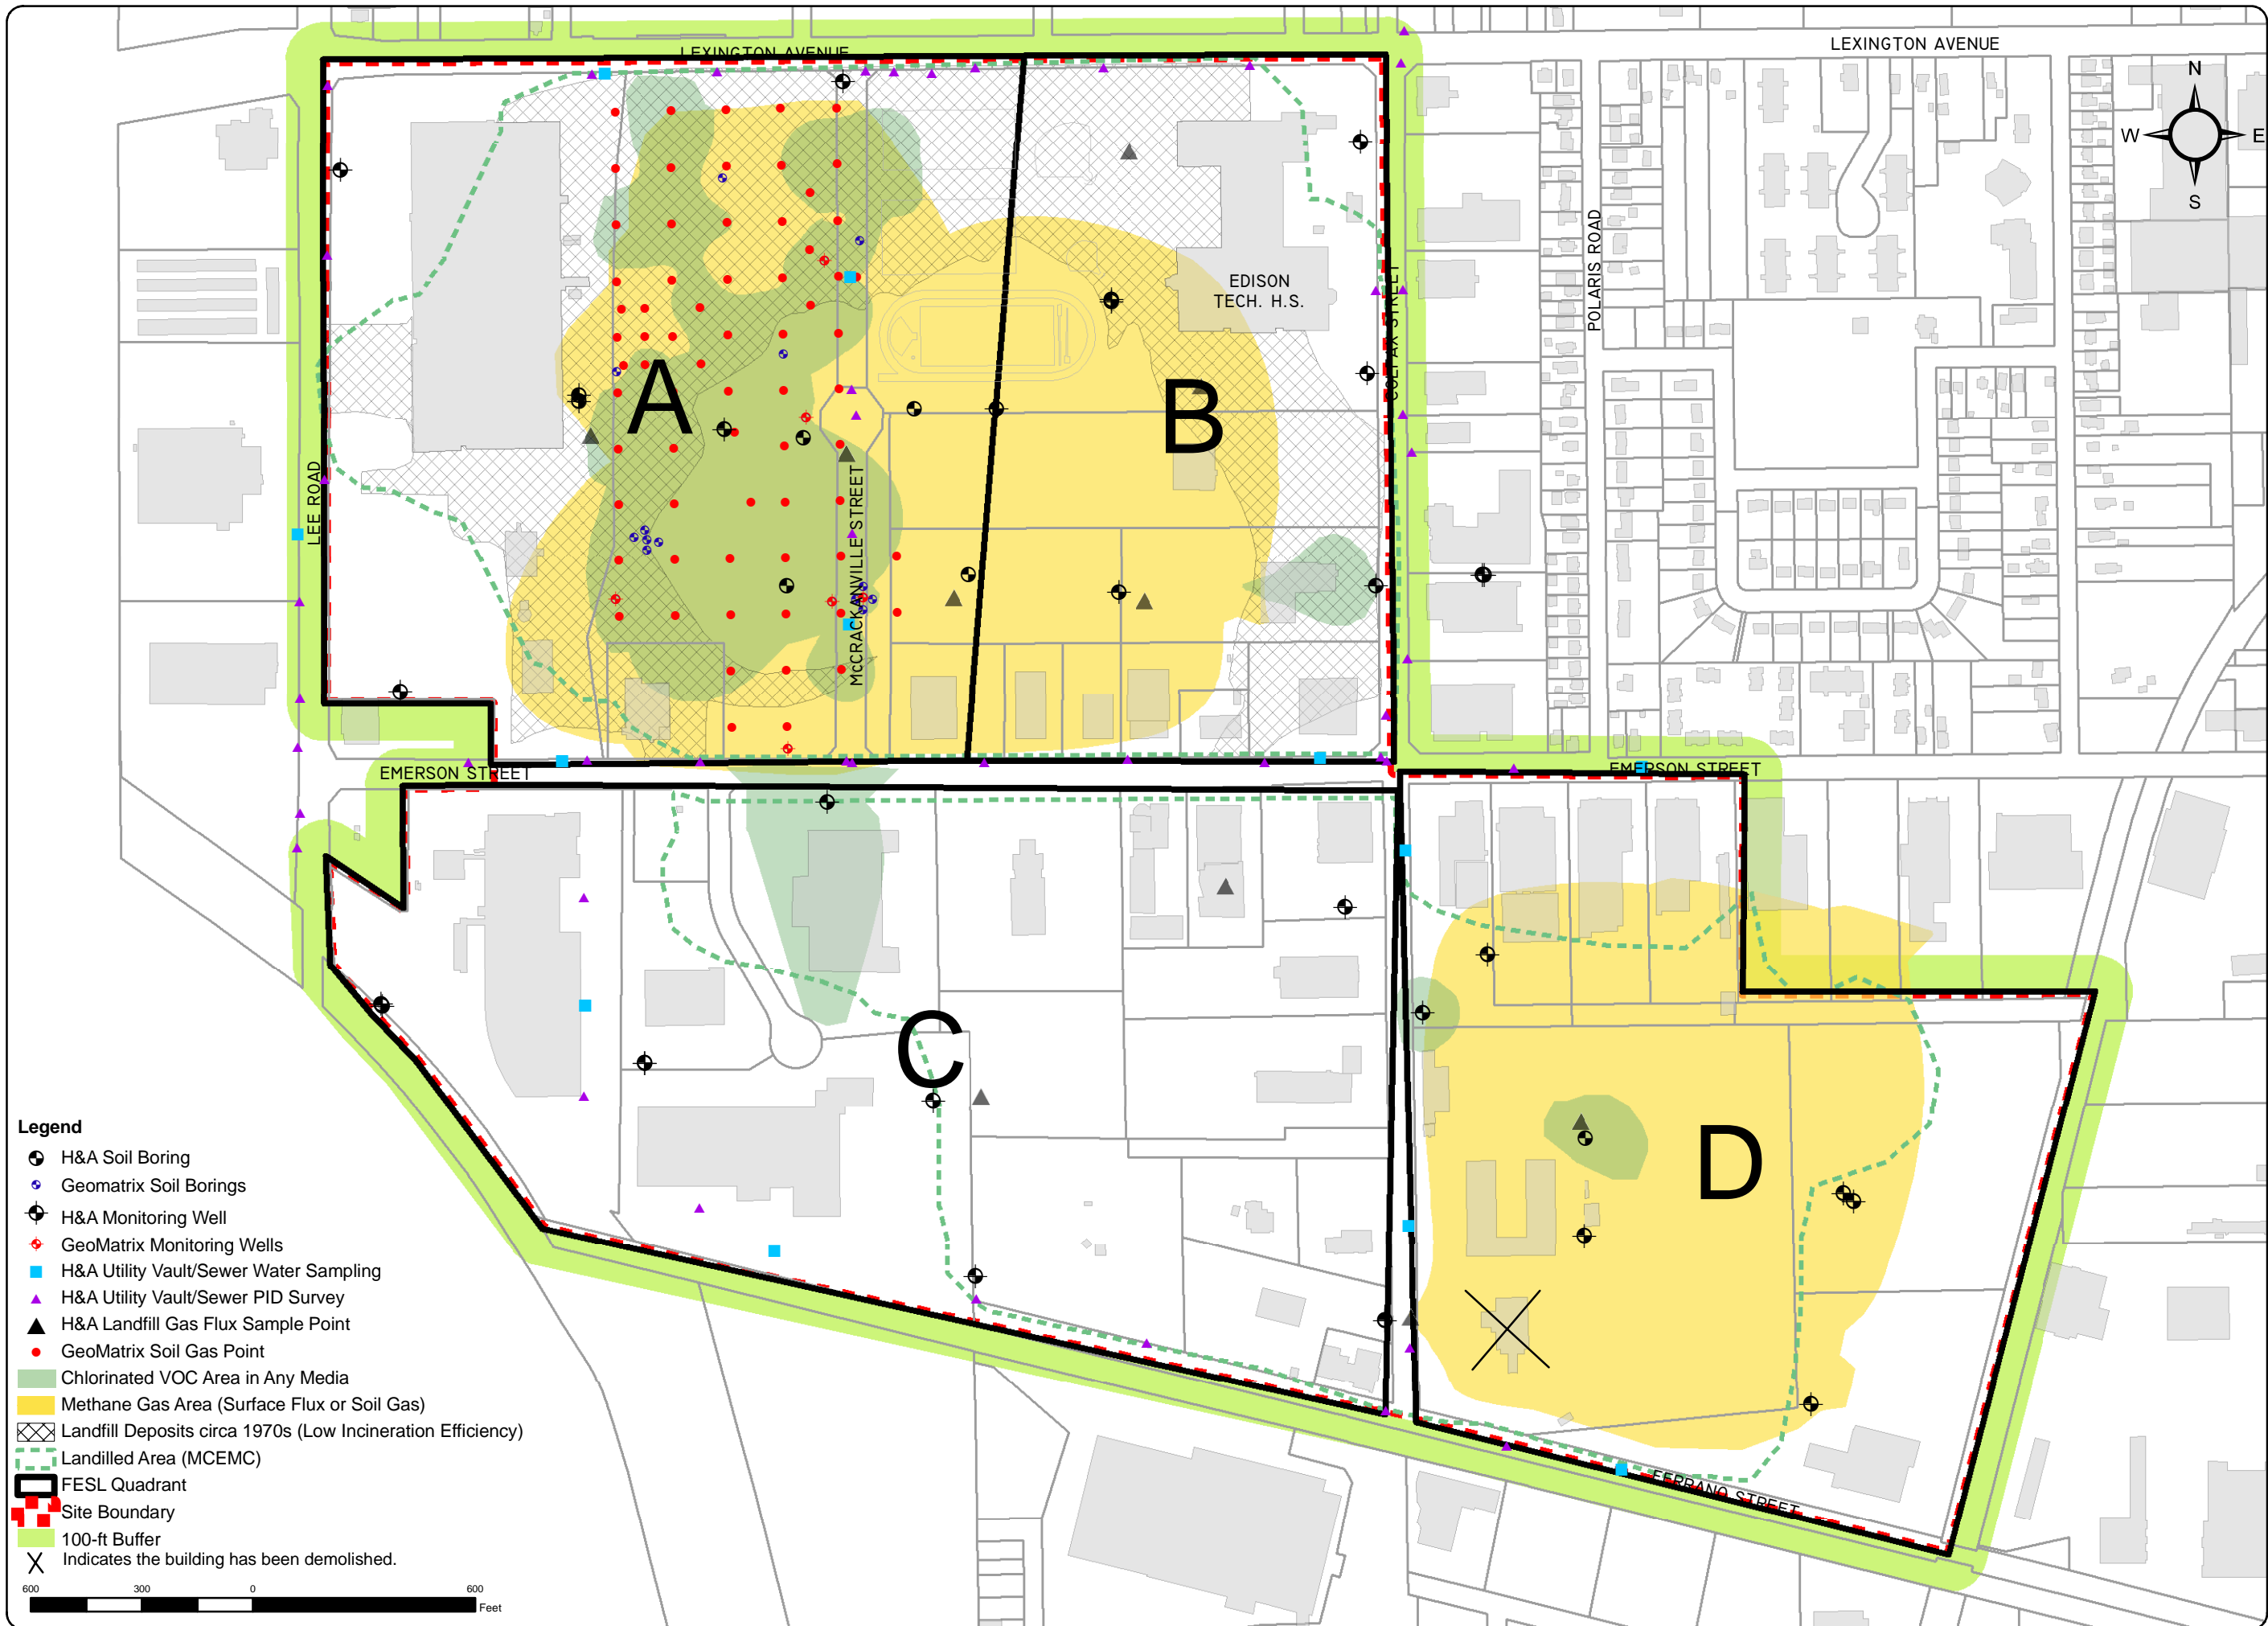 LEXINGTON AVENUE
LEXINGTON AVENUE
N
W
E
S
POLARIS ROAD
EDISON
TECH. H.S.
COLFAX STREET
A
B
LEE ROAD
McCRACKANVILLE STREET
EMERSON STREET
EMERSON STREET
C
D
FERRANO STREET
Legend
H&A Soil Boring
Geomatrix Soil Borings
H&A Monitoring Well
GeoMatrix Monitoring Wells
H&A Utility Vault/Sewer Water Sampling
H&A Utility Vault/Sewer PID Survey
H&A Landfill Gas Flux Sample Point
GeoMatrix Soil Gas Point
Chlorinated VOC Area in Any Media
Methane Gas Area (Surface Flux or Soil Gas)
Landfill Deposits circa 1970s (Low Incineration Efficiency)
Landilled Area (MCEMC)
FESL Quadrant
Site Boundary
100-ft Buffer
Indicates the building has been demolished.
600 300 0 600
Feet